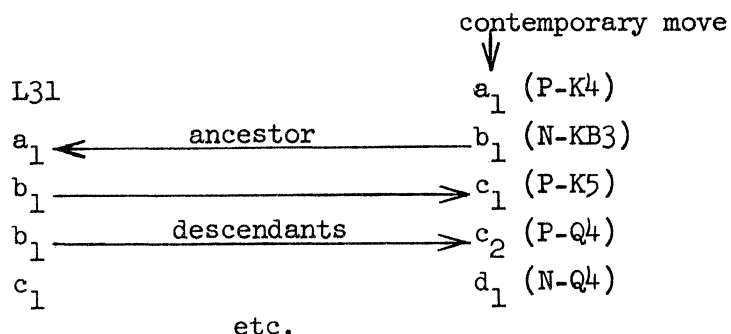 contemporary move
L31 a1 (P-K4)
a1 ancestor b1 (N-KB3)
b1 c1 (P-K5)
b1 descendants c2 (P-Q4)
c1 d1 (N-Q4)
etc.